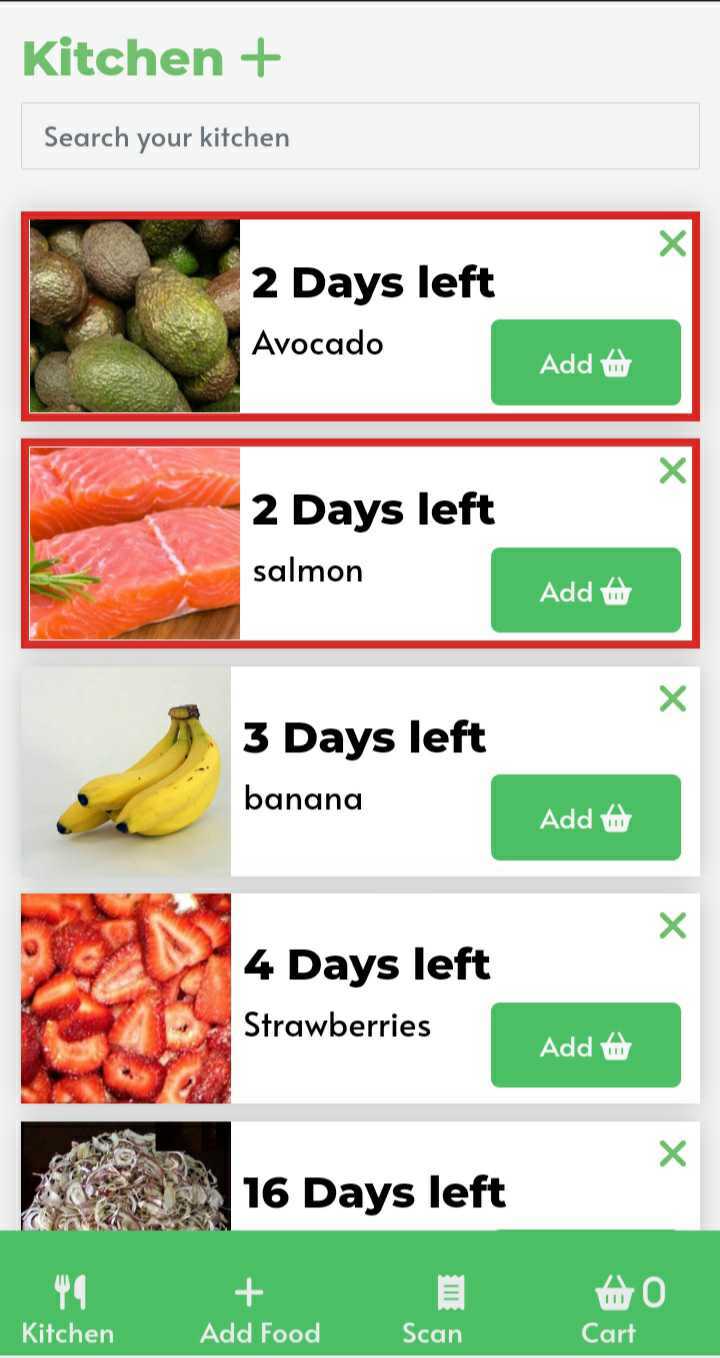 Kitchen +
Search your kitchen
2 Days left
Avocado
Add
2 Days left
salmon
Add
3 Days left
banana
Add
4 Days left
Strawberries
Add
16 Days left
Kitchen
Add Food
Scan
0
Cart